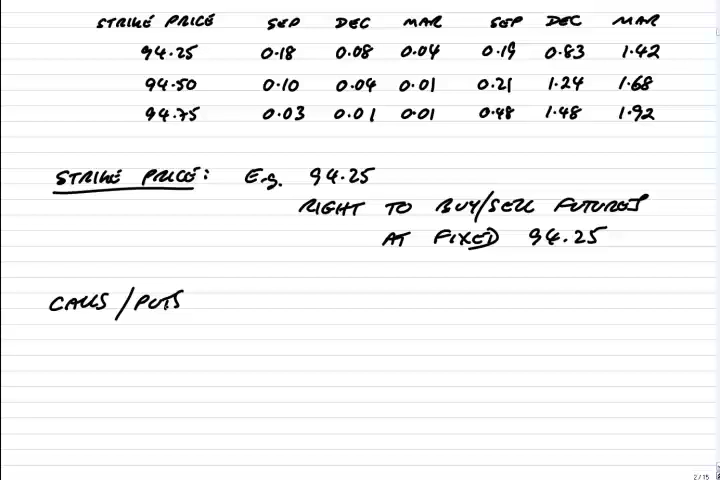 STRIKE PRICE SEP DEC MAR SEP DEC MAR
94.25 0.18 0.08 0.04 0.19 0.83 1.42
94.50 0.10 0.04 0.01 0.21 1.24 1.68
94.75 0.03 0.01 0.01 0.48 1.48 1.92
STRIKE PRICE: E.g. 94.25
RIGHT TO BUY/SELL FUTURES
AT FIXED 94.25
CALLS/PUTS
2/15